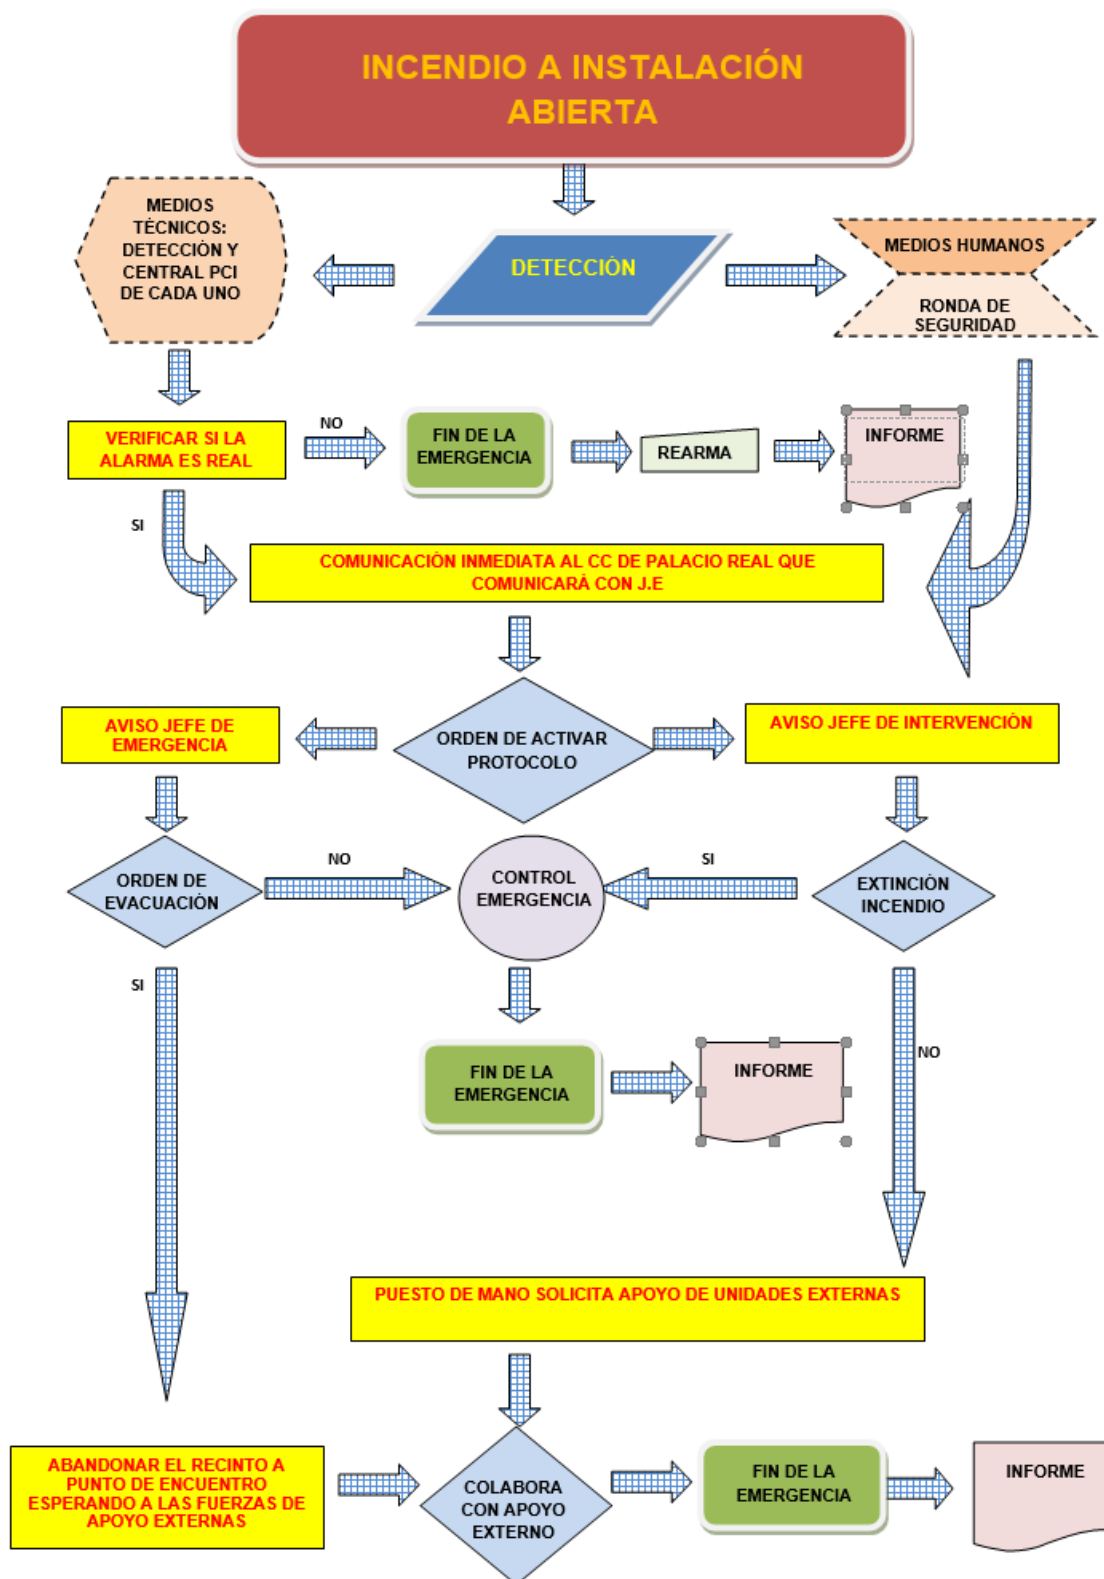 INCENDIO A INSTALACIÓN
ABIERTA
MEDIOS
TÉCNICOS:
DETECCIÓN Y
CENTRAL PCI
DE CADA UNO
DETECCIÓN
MEDIOS HUMANOS
RONDA DE
SEGURIDAD
VERIFICAR SI LA
ALARMA ES REAL
NO
FIN DE LA
EMERGENCIA
REARMA
INFORME
SI
COMUNICACIÓN INMEDIATA AL CC DE PALACIO REAL QUE
COMUNICARÁ CON J.E
AVISO JEFE DE
EMERGENCIA
ORDEN DE ACTIVAR
PROTOCOLO
AVISO JEFE DE INTERVENCIÓN
ORDEN DE
EVACUACIÓN
NO
CONTROL
EMERGENCIA
SI
EXTINCIÓN
INCENDIO
SI
NO
FIN DE LA
EMERGENCIA
INFORME
PUESTO DE MANO SOLICITA APOYO DE UNIDADES EXTERNAS
ABANDONAR EL RECINTO A
PUNTO DE ENCUENTRO
ESPERANDO A LAS FUERZAS DE
APOYO EXTERNAS
COLABORA
CON APOYO
EXTERNO
FIN DE LA
EMERGENCIA
INFORME